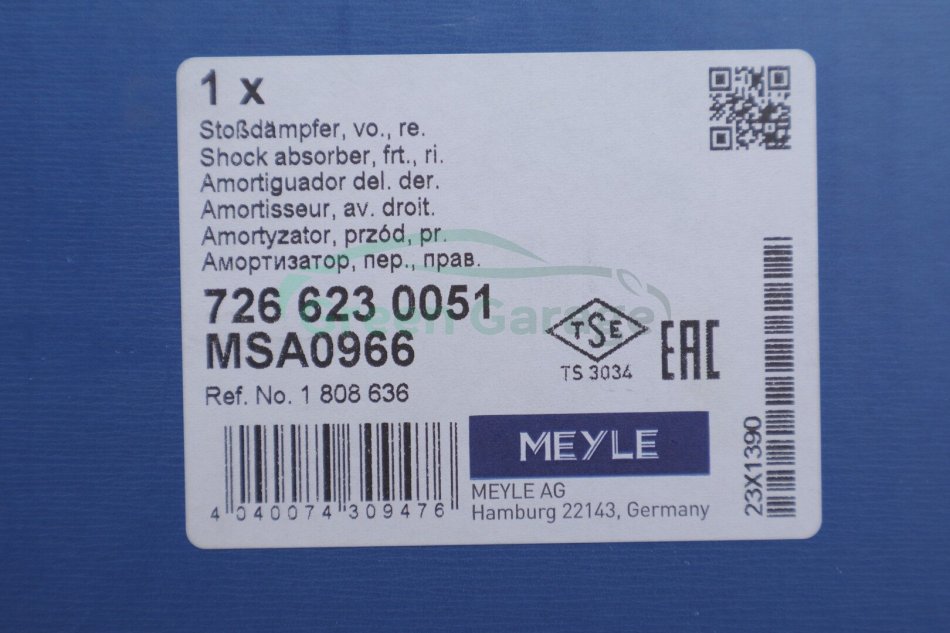 1 x
Stoßdämpfer, vo., re.
Shock absorber, frt., ri.
Amortiguador del. der.
Amortisseur, av. droit.
Amortyzator, przód, pr.
Амортизатор, пер., прав.
726 623 0051
MSA0966
Ref. No. 1 808 636
Green Garage
TSE
TS 3034
EAC
4 040074 309476
MEYLE
MEYLE AG
Hamburg 22143, Germany
23X1390